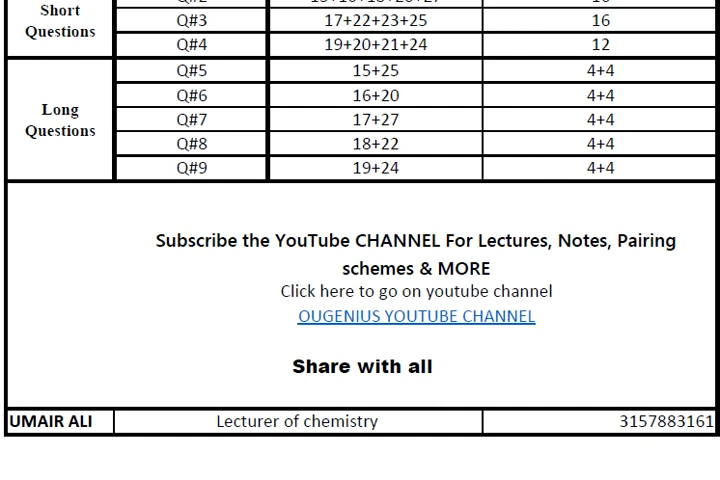 Short Questions
Q#3 17+22+23+25 16
Q#4 19+20+21+24 12
Long Questions
Q#5 15+25 4+4
Q#6 16+20 4+4
Q#7 17+27 4+4
Q#8 18+22 4+4
Q#9 19+24 4+4
Subscribe the YouTube CHANNEL For Lectures, Notes, Pairing
schemes & MORE
Click here to go on youtube channel
OUGENIUS YOUTUBE CHANNEL
Share with all
UMAIR ALI Lecturer of chemistry 3157883161